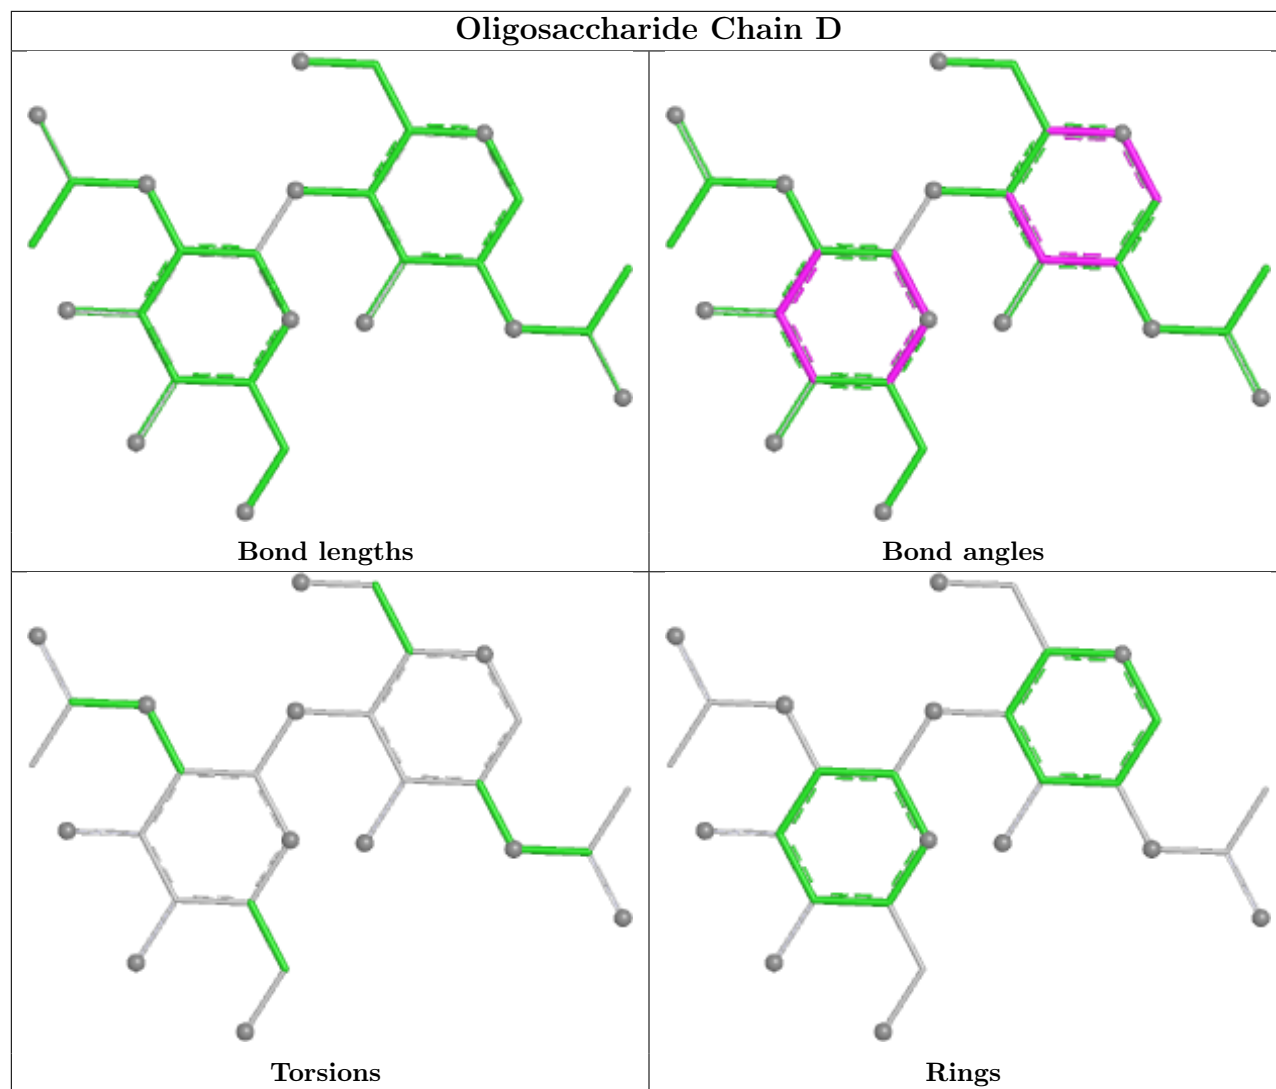 Oligosaccharide Chain D
Bond lengths
Bond angles
Torsions
Rings